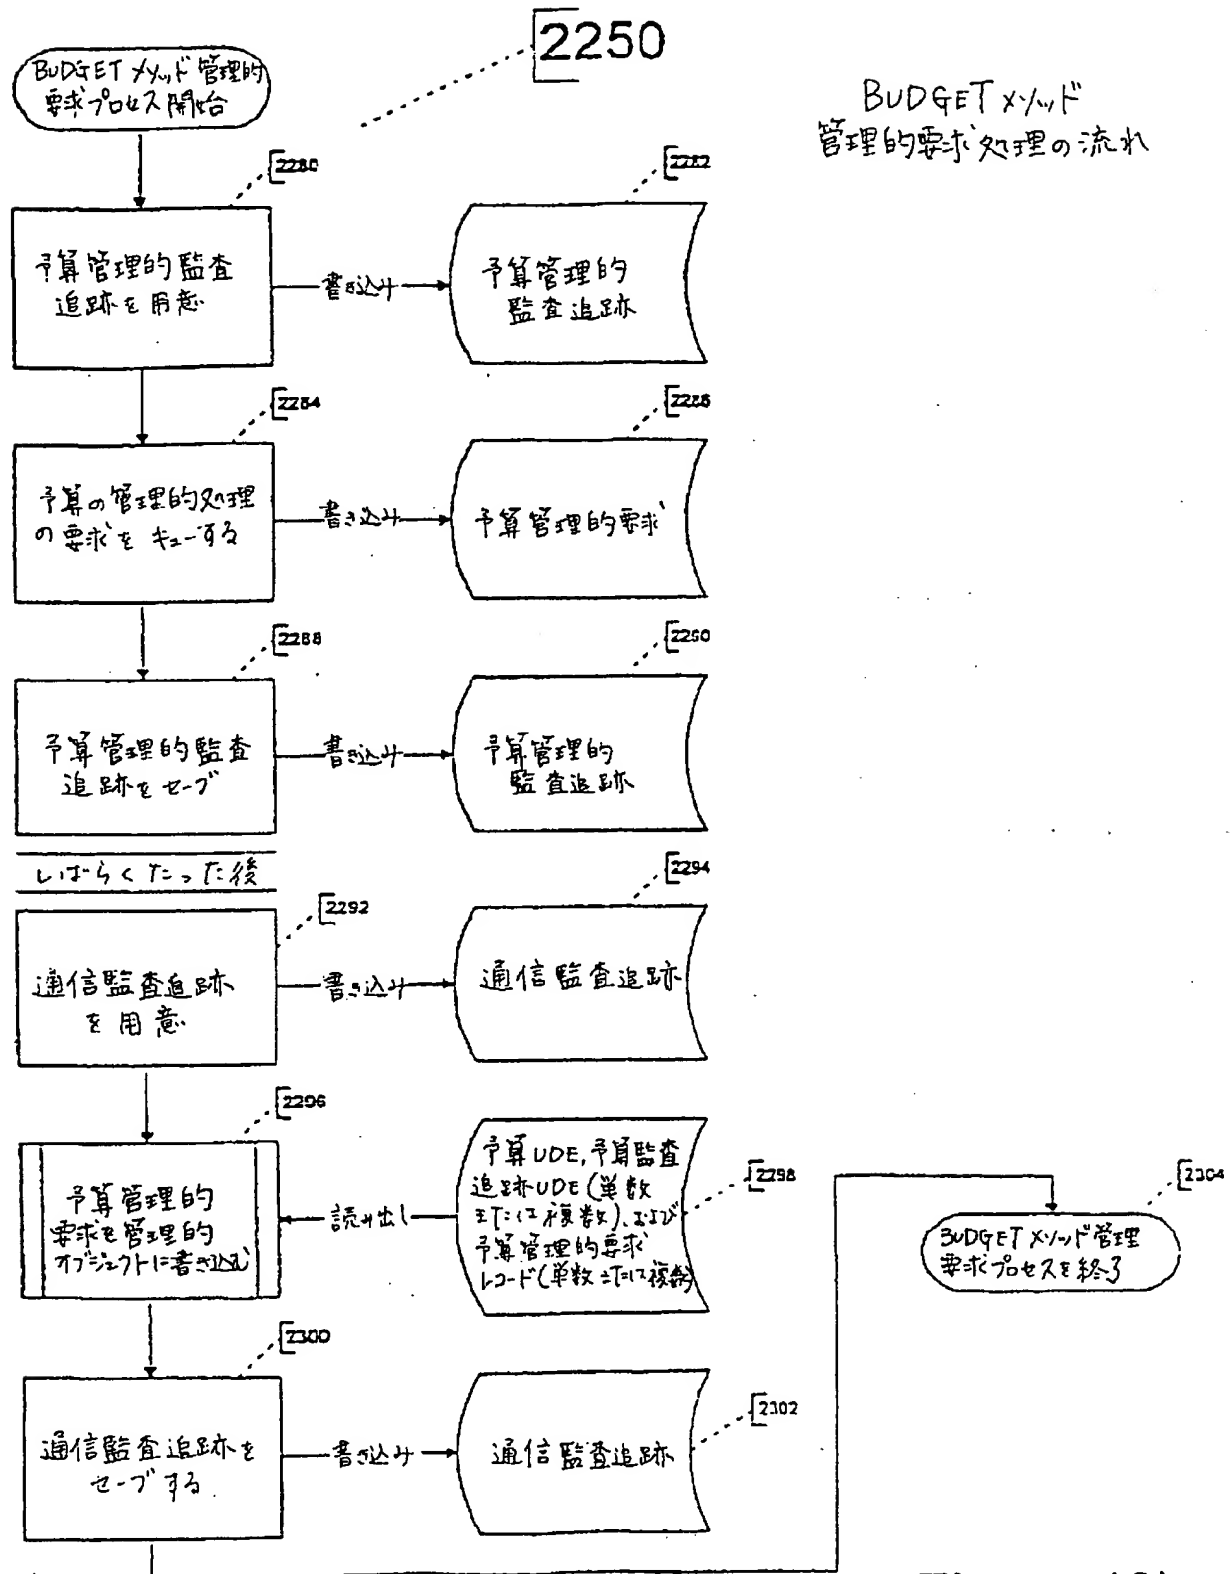 2250
BUDGETメソッド管理的
要求プロセス開始
BUDGETメソッド
管理的要求処理の流れ
2280
2282
予算管理的監査
追跡を用意
書き込み
予算管理的
監査追跡
2284
2286
予算の管理的処理
の要求をキューする
書き込み
予算管理的要求
2288
2290
予算管理的監査
追跡をセーブ
書き込み
予算管理的
監査追跡
しばらくたった後
2292
2294
通信監査追跡
を用意
書き込み
通信監査追跡
2296
予算管理的
要求を管理的
オブジェクトに書き込む
読み出し
予算UDE,予算監査
追跡UDE(単数
または複数)、および
予算管理的要求
レコード(単数または複数)
2298
2304
BUDGETメソッド管理
要求プロセスを終了
2300
2302
通信監査追跡を
セーブする
書き込み
通信監査追跡